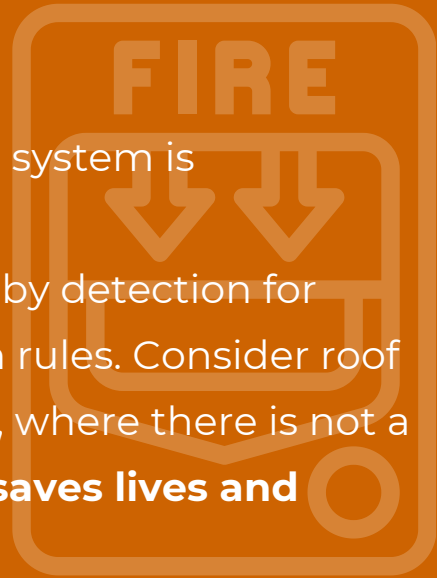 FIRE
system is
by detection for
rules. Consider roof
, where there is not a
saves lives and